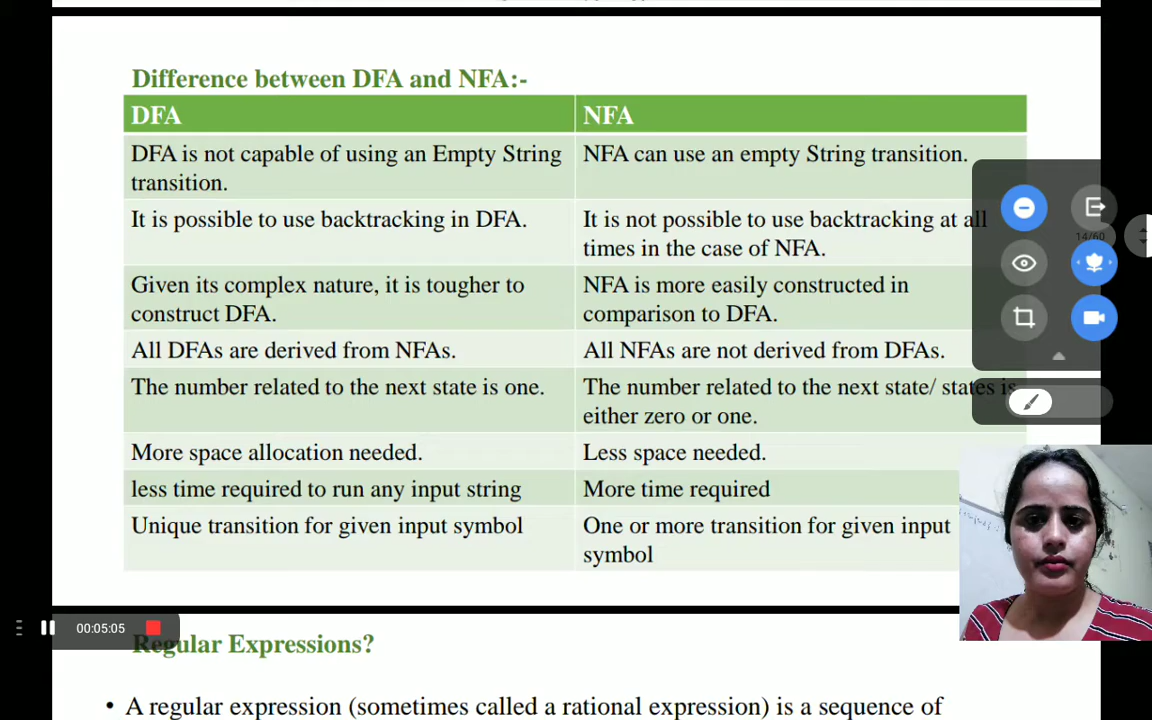 Difference between DFA and NFA:-
DFA
NFA
DFA is not capable of using an Empty String
transition.
NFA can use an empty String transition.
It is possible to use backtracking in DFA.
It is not possible to use backtracking at all
times in the case of NFA.
Given its complex nature, it is tougher to
construct DFA.
NFA is more easily constructed in
comparison to DFA.
All DFAs are derived from NFAs.
All NFAs are not derived from DFAs.
The number related to the next state is one.
The number related to the next state/ states is
either zero or one.
More space allocation needed.
Less space needed.
less time required to run any input string
More time required
Unique transition for given input symbol
One or more transition for given input
symbol
14/60
00:05:05
Regular Expressions?
• A regular expression (sometimes called a rational expression) is a sequence of